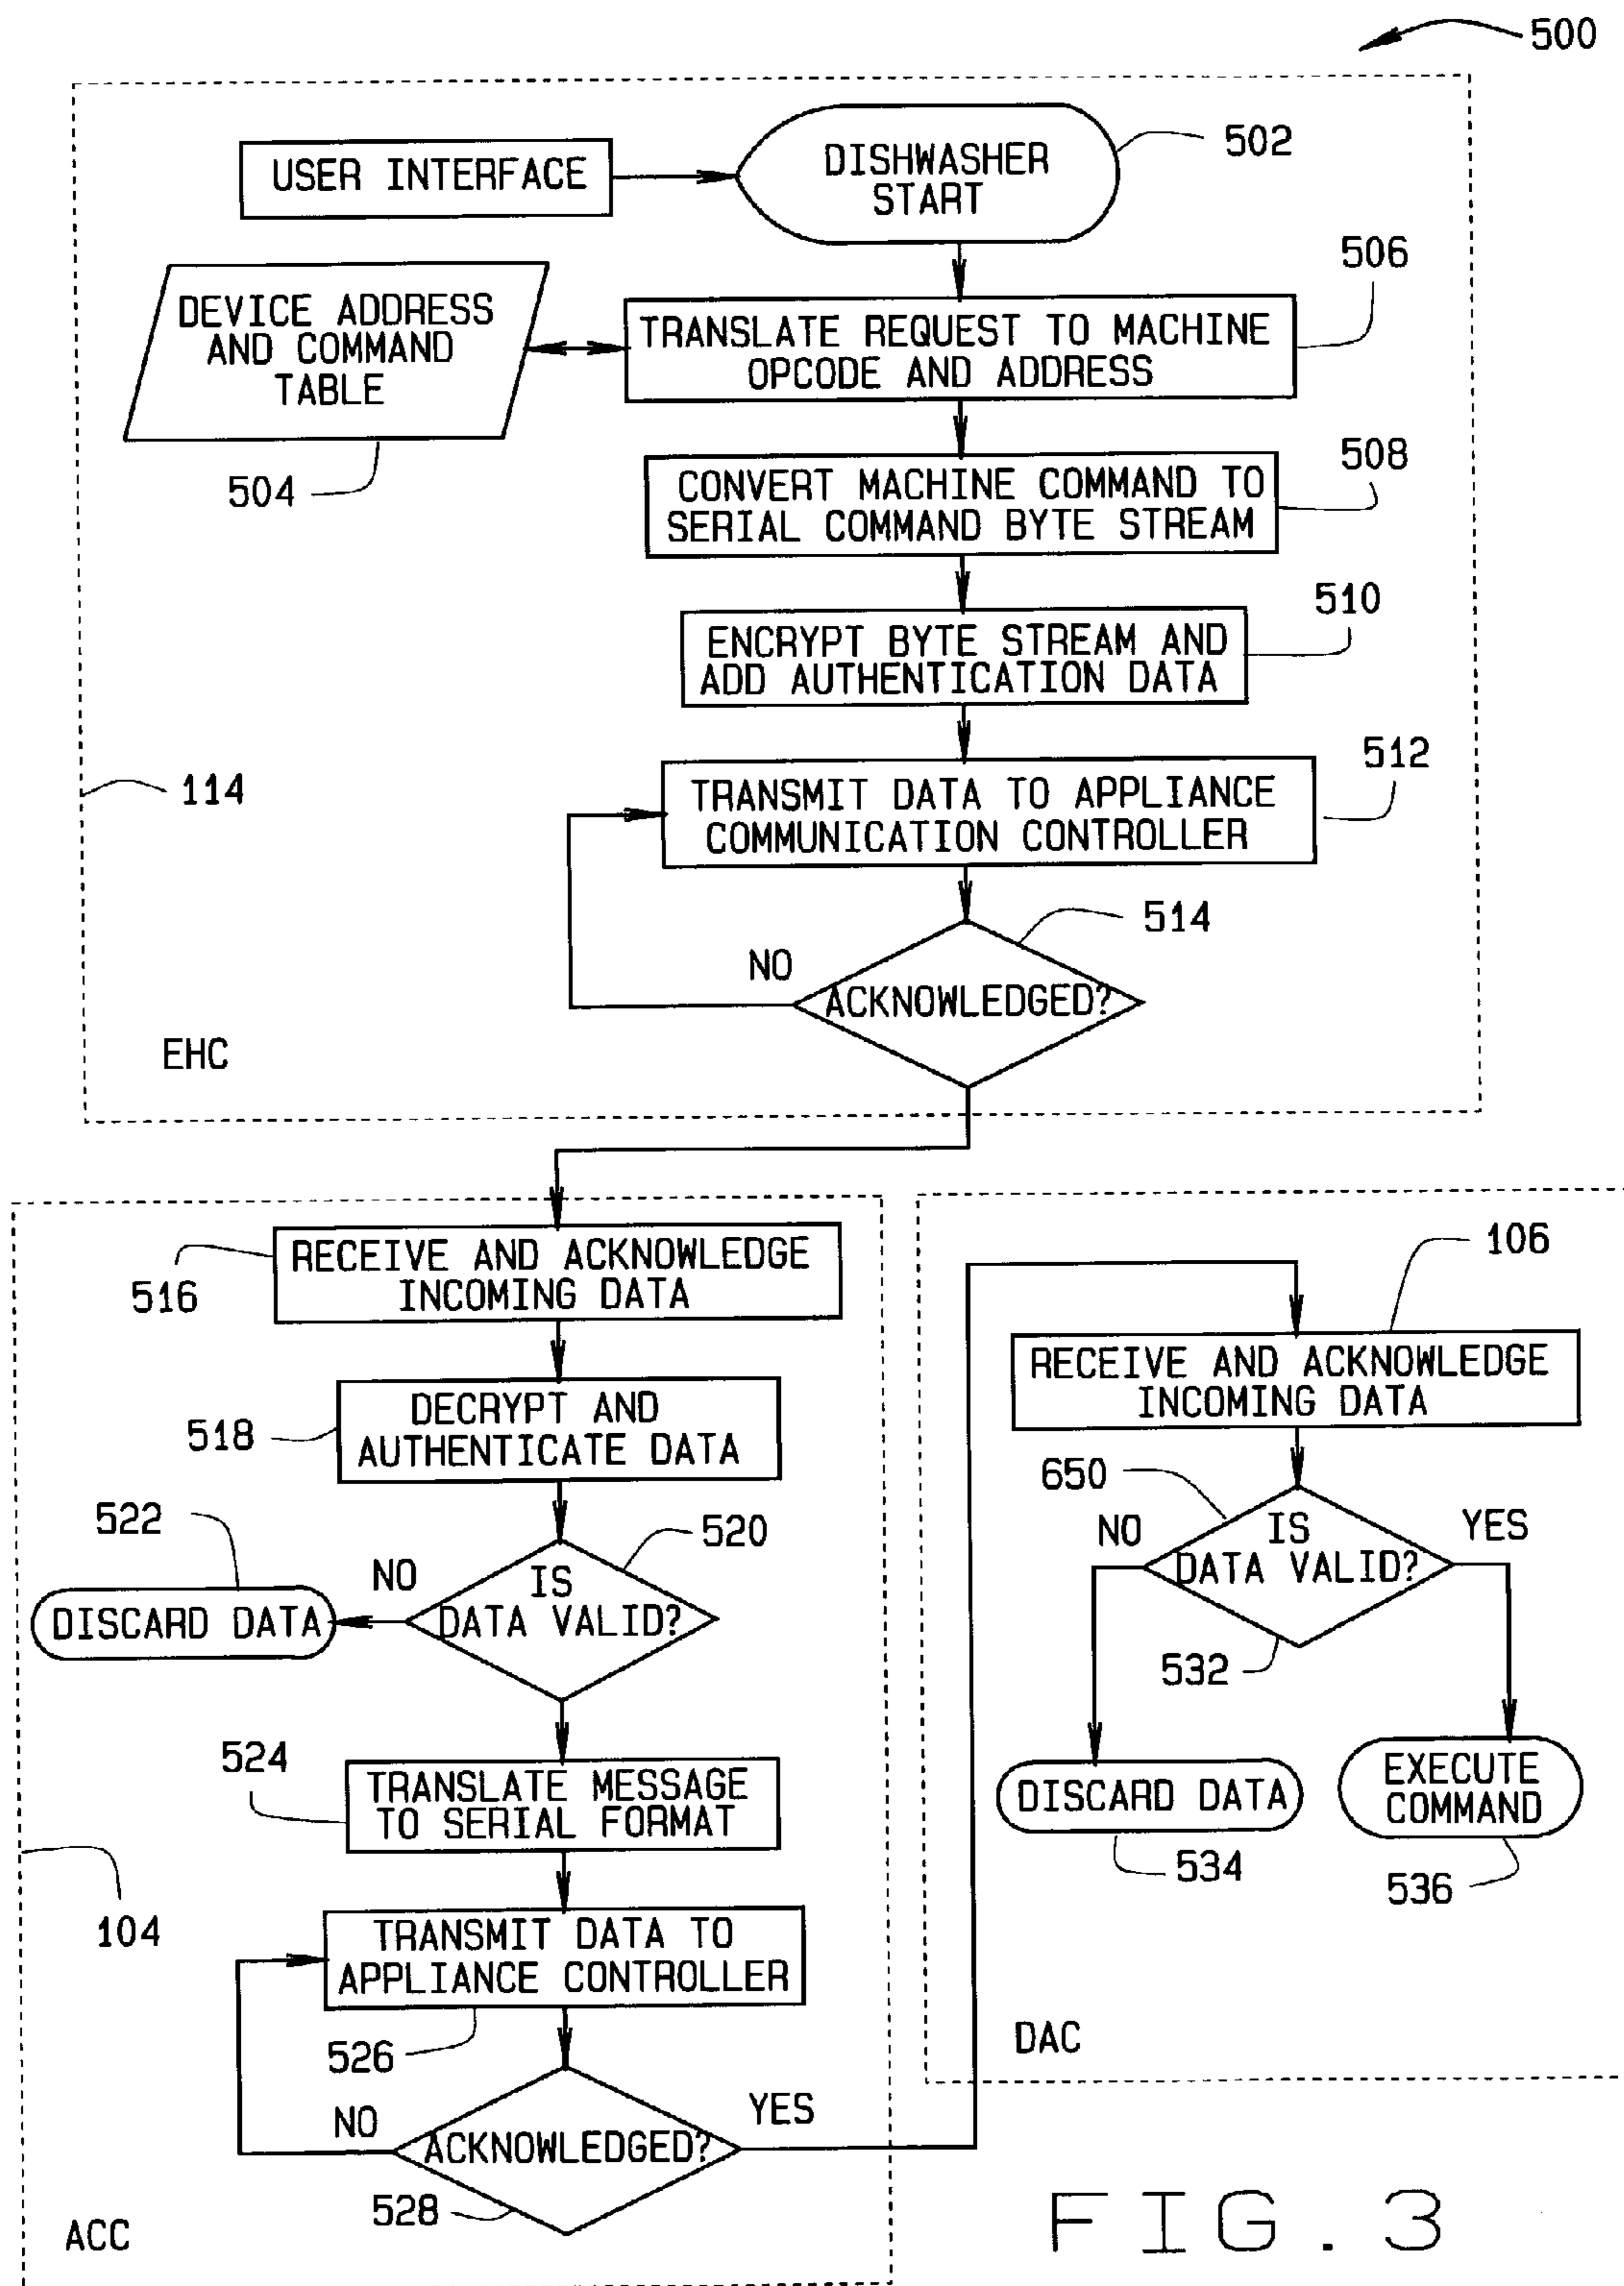 500
USER INTERFACE
DISHWASHER
START
502
DEVICE ADDRESS
AND COMMAND
TABLE
504
TRANSLATE REQUEST TO MACHINE
OPCODE AND ADDRESS
506
CONVERT MACHINE COMMAND TO
SERIAL COMMAND BYTE STREAM
508
ENCRYPT BYTE STREAM AND
ADD AUTHENTICATION DATA
510
114
TRANSMIT DATA TO APPLIANCE
COMMUNICATION CONTROLLER
512
514
NO
ACKNOWLEDGED?
EHC
RECEIVE AND ACKNOWLEDGE
INCOMING DATA
516
DECRYPT AND
AUTHENTICATE DATA
518
522
520
NO
IS
DATA VALID?
DISCARD DATA
524
TRANSLATE MESSAGE
TO SERIAL FORMAT
104
TRANSMIT DATA TO
APPLIANCE CONTROLLER
526
NO
YES
ACKNOWLEDGED?
528
ACC
106
RECEIVE AND ACKNOWLEDGE
INCOMING DATA
650
NO
IS
DATA VALID?
YES
532
DISCARD DATA
534
EXECUTE
COMMAND
536
DAC
FIG. 3